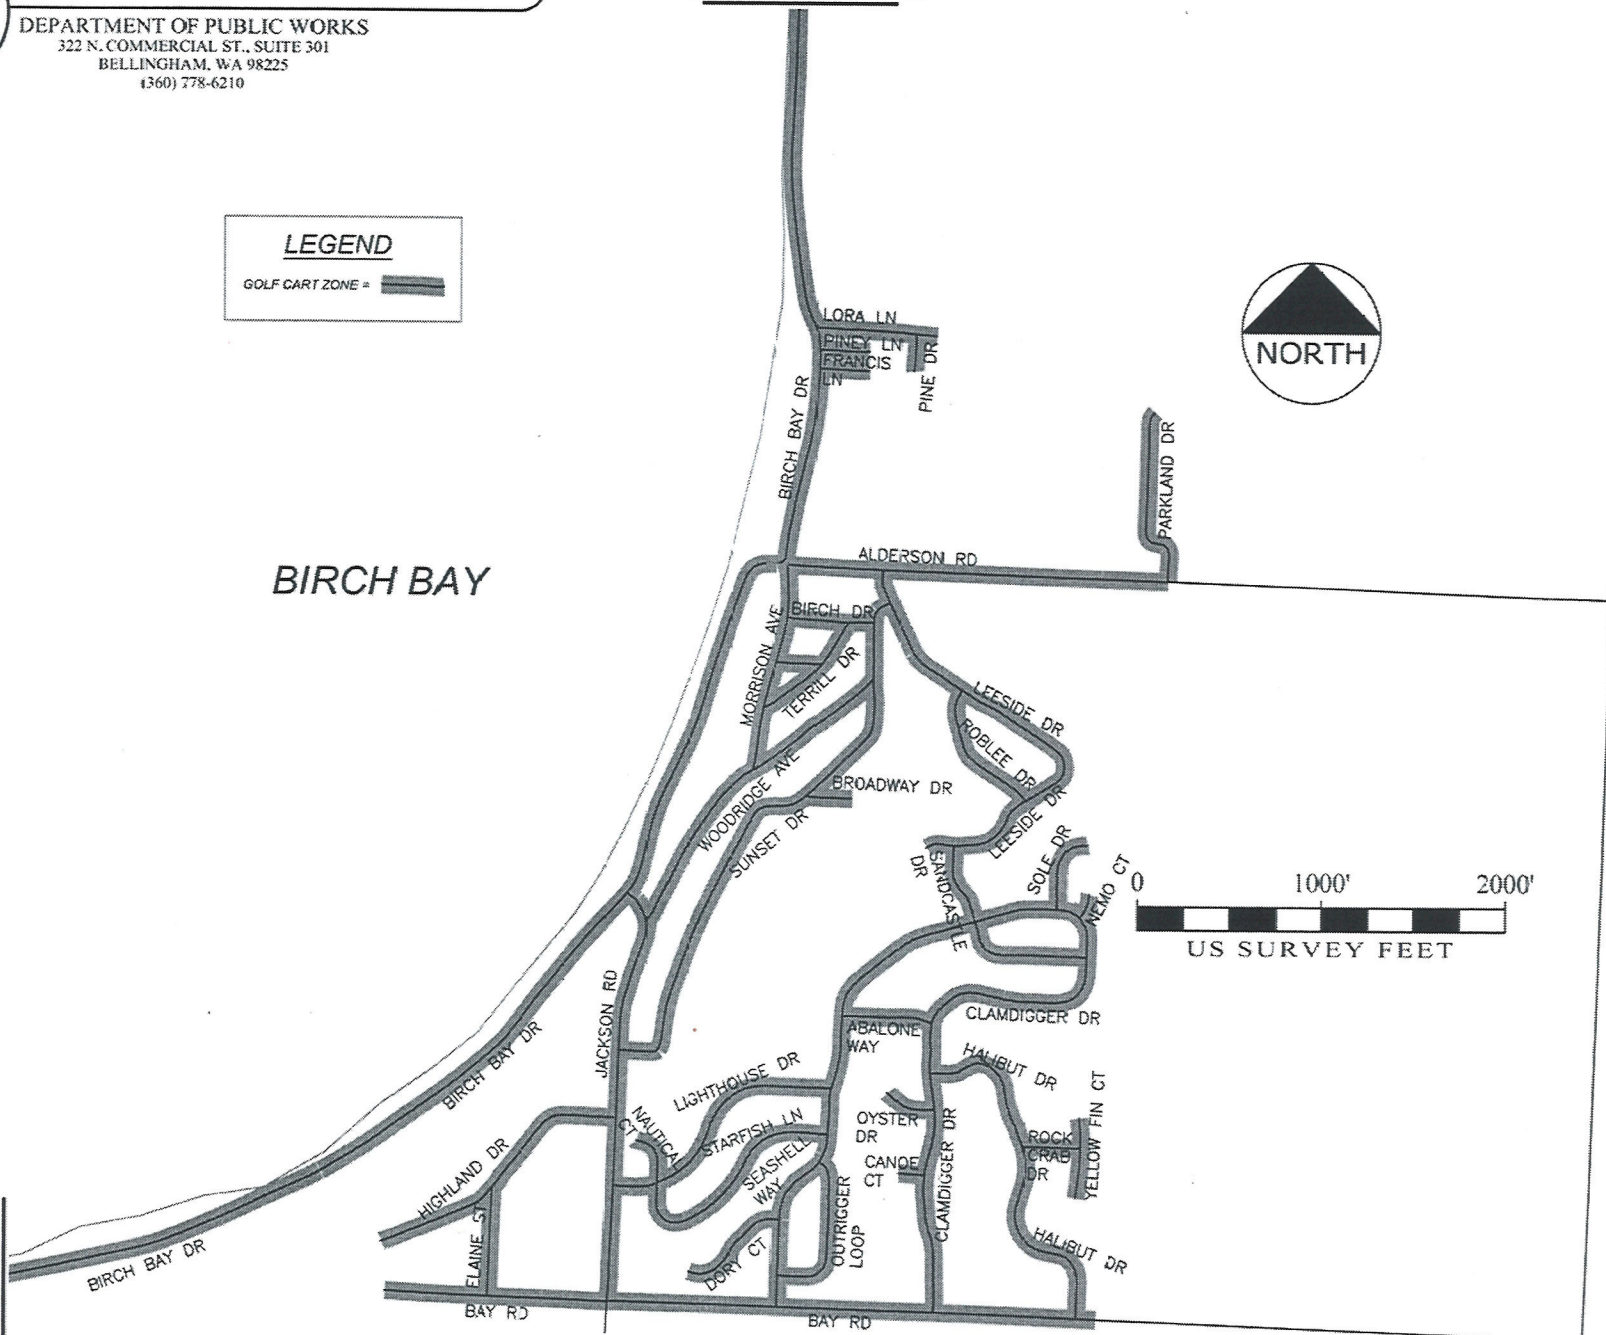 DEPARTMENT OF PUBLIC WORKS
322 N. COMMERCIAL ST., SUITE 301
BELLINGHAM, WA 98225
(360) 778-6210
LEGEND
GOLF CART ZONE =
NORTH
LORA LN
PINEY LN
FRANCIS
LN
PINE DR
BIRCH BAY DR
PARKLAND DR
ALDERSON RD
BIRCH BAY
BIRCH DR
MORRISON AVE
TERRILL DR
LEESIDE DR
ROBLEE DR
WOODRIDGE AVE
BROADWAY DR
SUNSET DR
LEESIDE DR
SANDCASTLE
DR
SOLE DR
NEMO CT
0 1000' 2000'
US SURVEY FEET
JACKSON RD
BIRCH BAY DR
ABALONE
WAY
CLAMDIGGER DR
HALIBUT DR
LIGHTHOUSE DR
NAUTICAL
CT
STARFISH LN
SEASHELL
WAY
OYSTER
DR
CANOE
CT
CLAMDIGGER DR
ROCK
CRAB
DR
YELLOW FIN CT
HIGHLAND DR
ELAINE ST
DORY CT
OUTRIGGER
LOOP
HALIBUT DR
BIRCH BAY DR
BAY RD
BAY RD